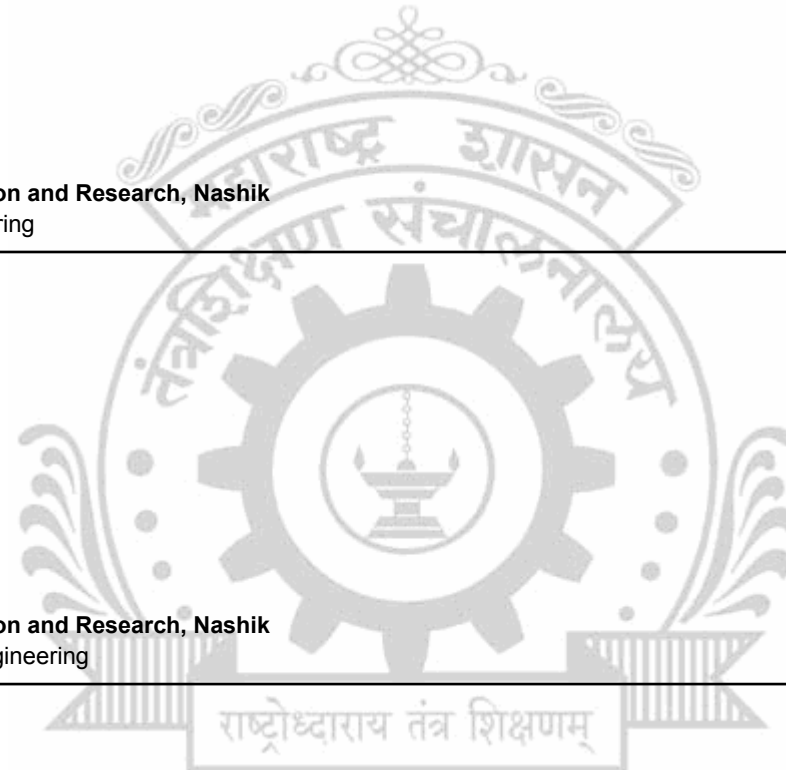 महाराष्ट्र शासन
on and Research, Nashik
ring
तंत्रशिक्षण संचालनालय
on and Research, Nashik
gineering
राष्ट्रोध्दाराय तंत्र शिक्षणम्